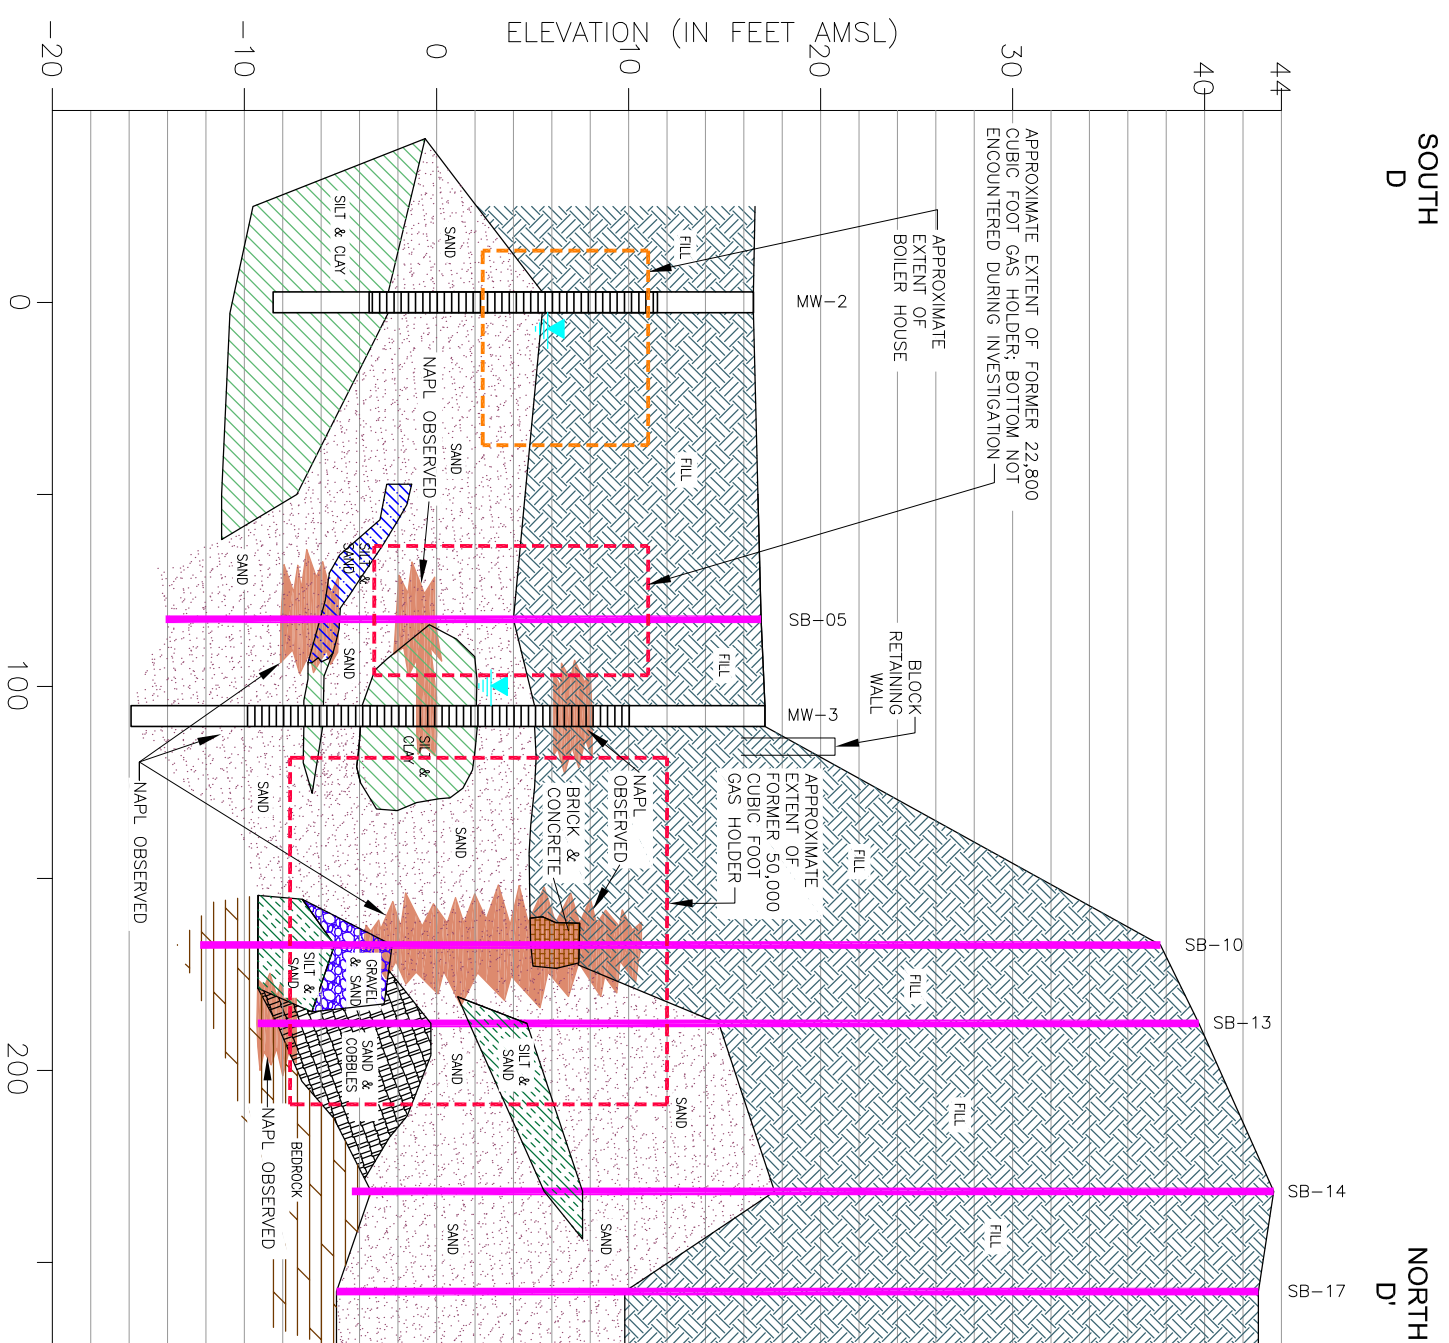 SOUTH
D
NORTH
D'
ELEVATION (IN FEET AMSL)
-20
-10
0
10
20
30
40
44
0
100
200
APPROXIMATE EXTENT OF FORMER 22,800
CUBIC FOOT GAS HOLDER; BOTTOM NOT
ENCOUNTERED DURING INVESTIGATION
APPROXIMATE
EXTENT OF
BOILER HOUSE
BLOCK
RETAINING
WALL
APPROXIMATE
EXTENT OF
FORMER 50,000
CUBIC FOOT
GAS HOLDER
MW-2
SB-05
MW-3
SB-10
SB-13
SB-14
SB-17
FILL
FILL
FILL
FILL
FILL
FILL
FILL
NAPL
OBSERVED
BRICK &
CONCRETE
NAPL OBSERVED
NAPL OBSERVED
NAPL OBSERVED
SAND
SAND
SAND
SAND
SAND
SAND
SAND
SAND
SAND
SAND
SILT & CLAY
SILT &
SAND
SILT &
CLAY
SILT &
SAND
SILT &
SAND
GRAVEL
& SAND
SAND &
COBBLES
BEDROCK